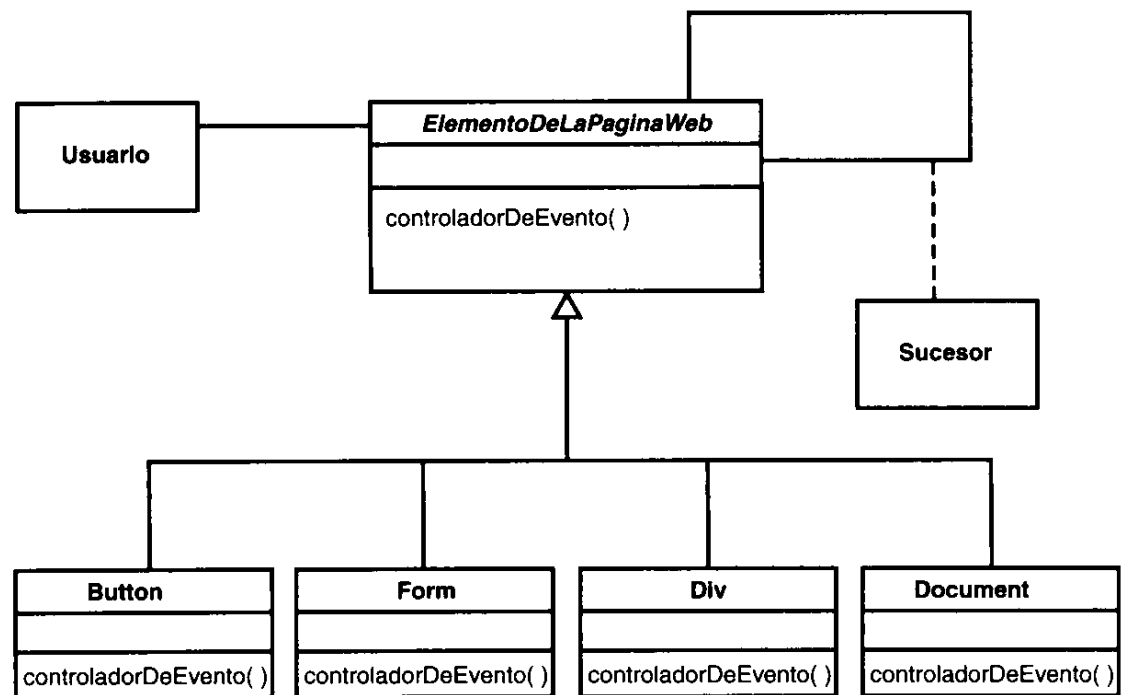 ElementoDeLaPaginaWeb
Usuario
controladorDeEvento( )
Sucesor
Button
Form
Div
Document
controladorDeEvento( )
controladorDeEvento( )
controladorDeEvento( )
controladorDeEvento( )